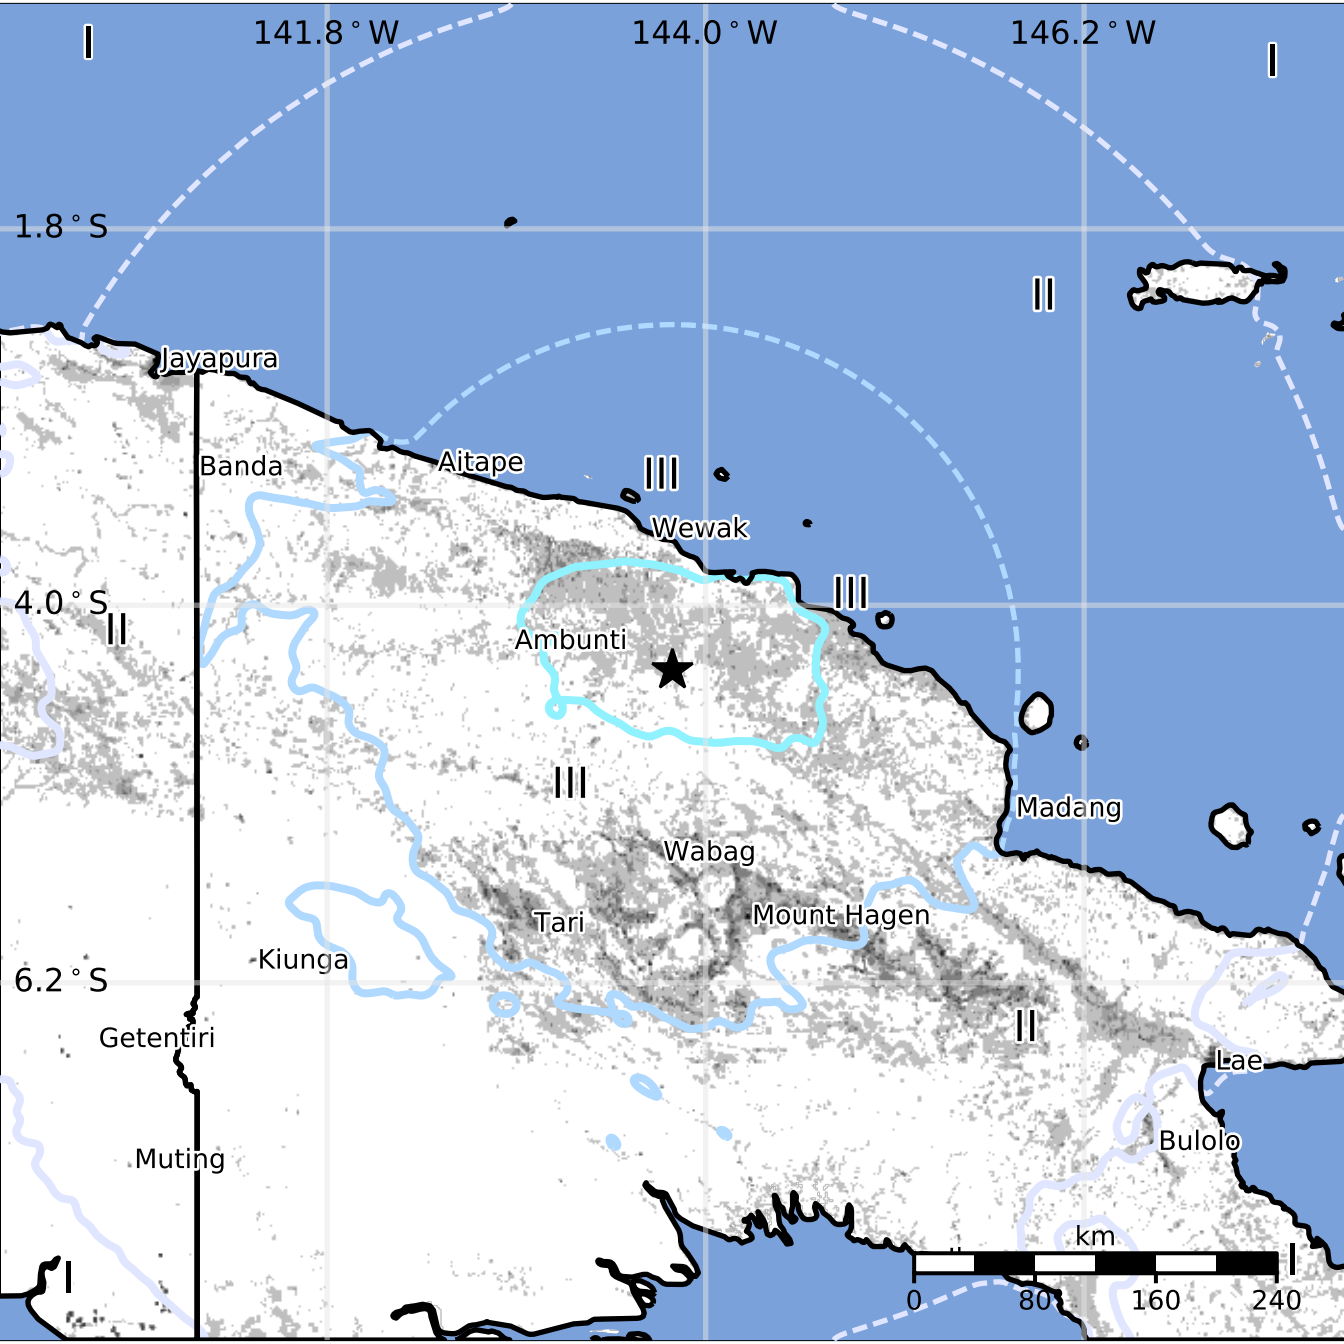 141.8°W 144.0°W 146.2°W
I
I
1.8°S
II
Jayapura
Banda
Aitape
III
Wewak
4.0°S
III
II
Ambunti
III
Madang
Wabag
Tari
Mount Hagen
Kiunga
6.2°S
II
Getentiri
Lae
Bulolo
Muting
km
I
I
0 80 160 240